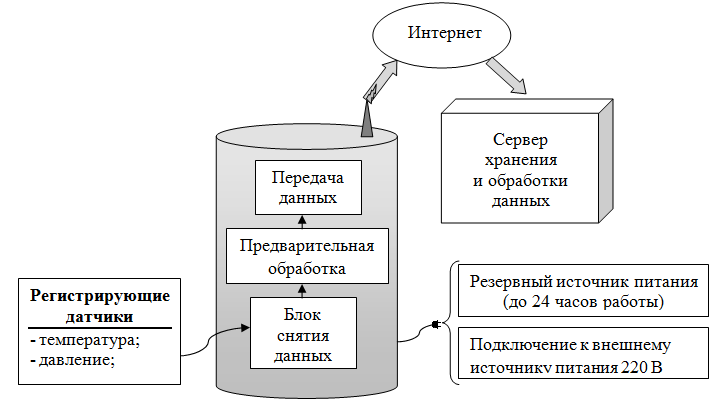 Интернет
Сервер
хранения
и обработки
данных
Передача
данных
Предварительная
обработка
Блок
снятия
данных
Регистрирующие
датчики
- температура;
- давление;
Резервный источник питания
(до 24 часов работы)
Подключение к внешнему
источнику питания 220 В